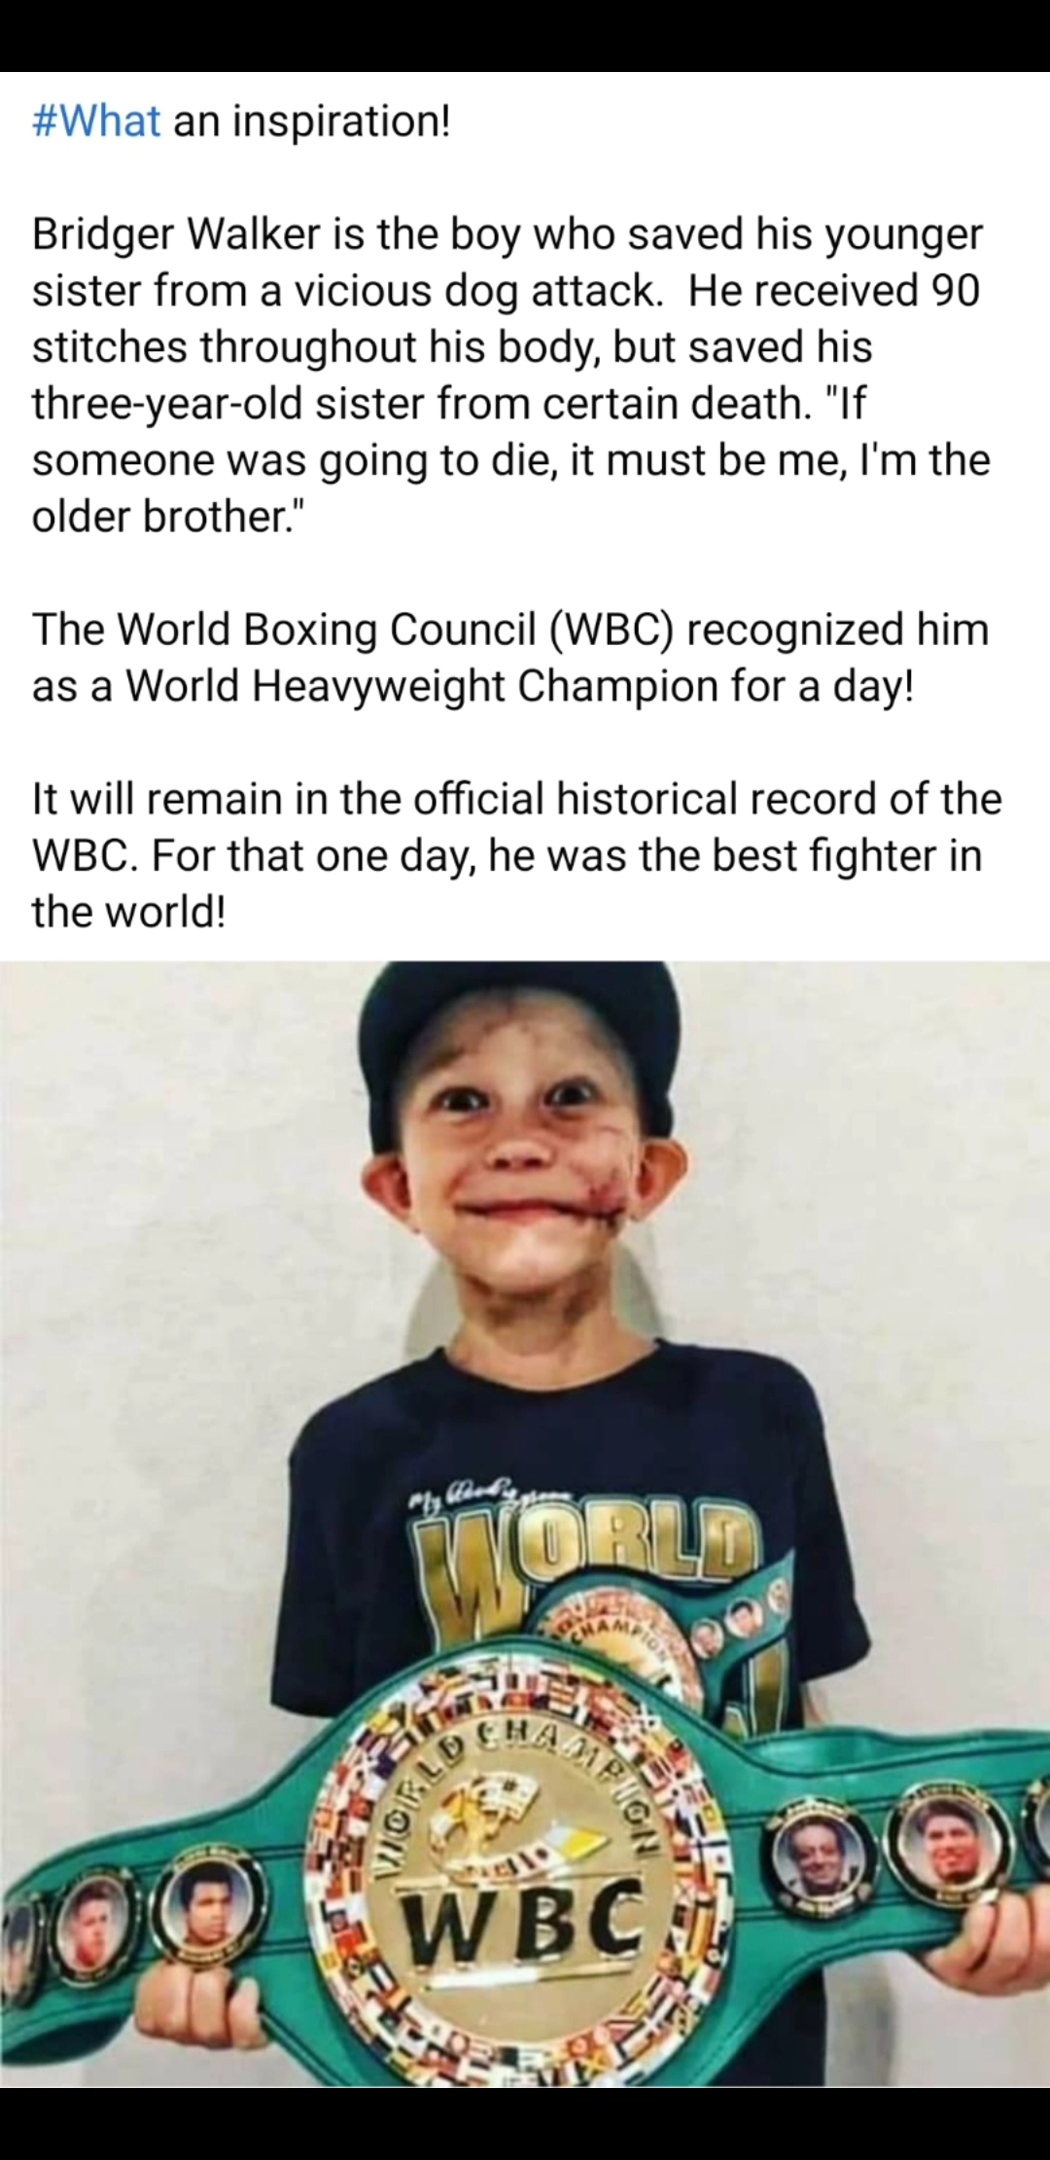 #What an inspiration!
Bridger Walker is the boy who saved his younger
sister from a vicious dog attack.  He received 90
stitches throughout his body, but saved his
three-year-old sister from certain death. "If
someone was going to die, it must be me, I'm the
older brother."
The World Boxing Council (WBC) recognized him
as a World Heavyweight Champion for a day!
It will remain in the official historical record of the
WBC. For that one day, he was the best fighter in
the world!
WORLD
CHAMPION
WORLD CHAMPION
WBC